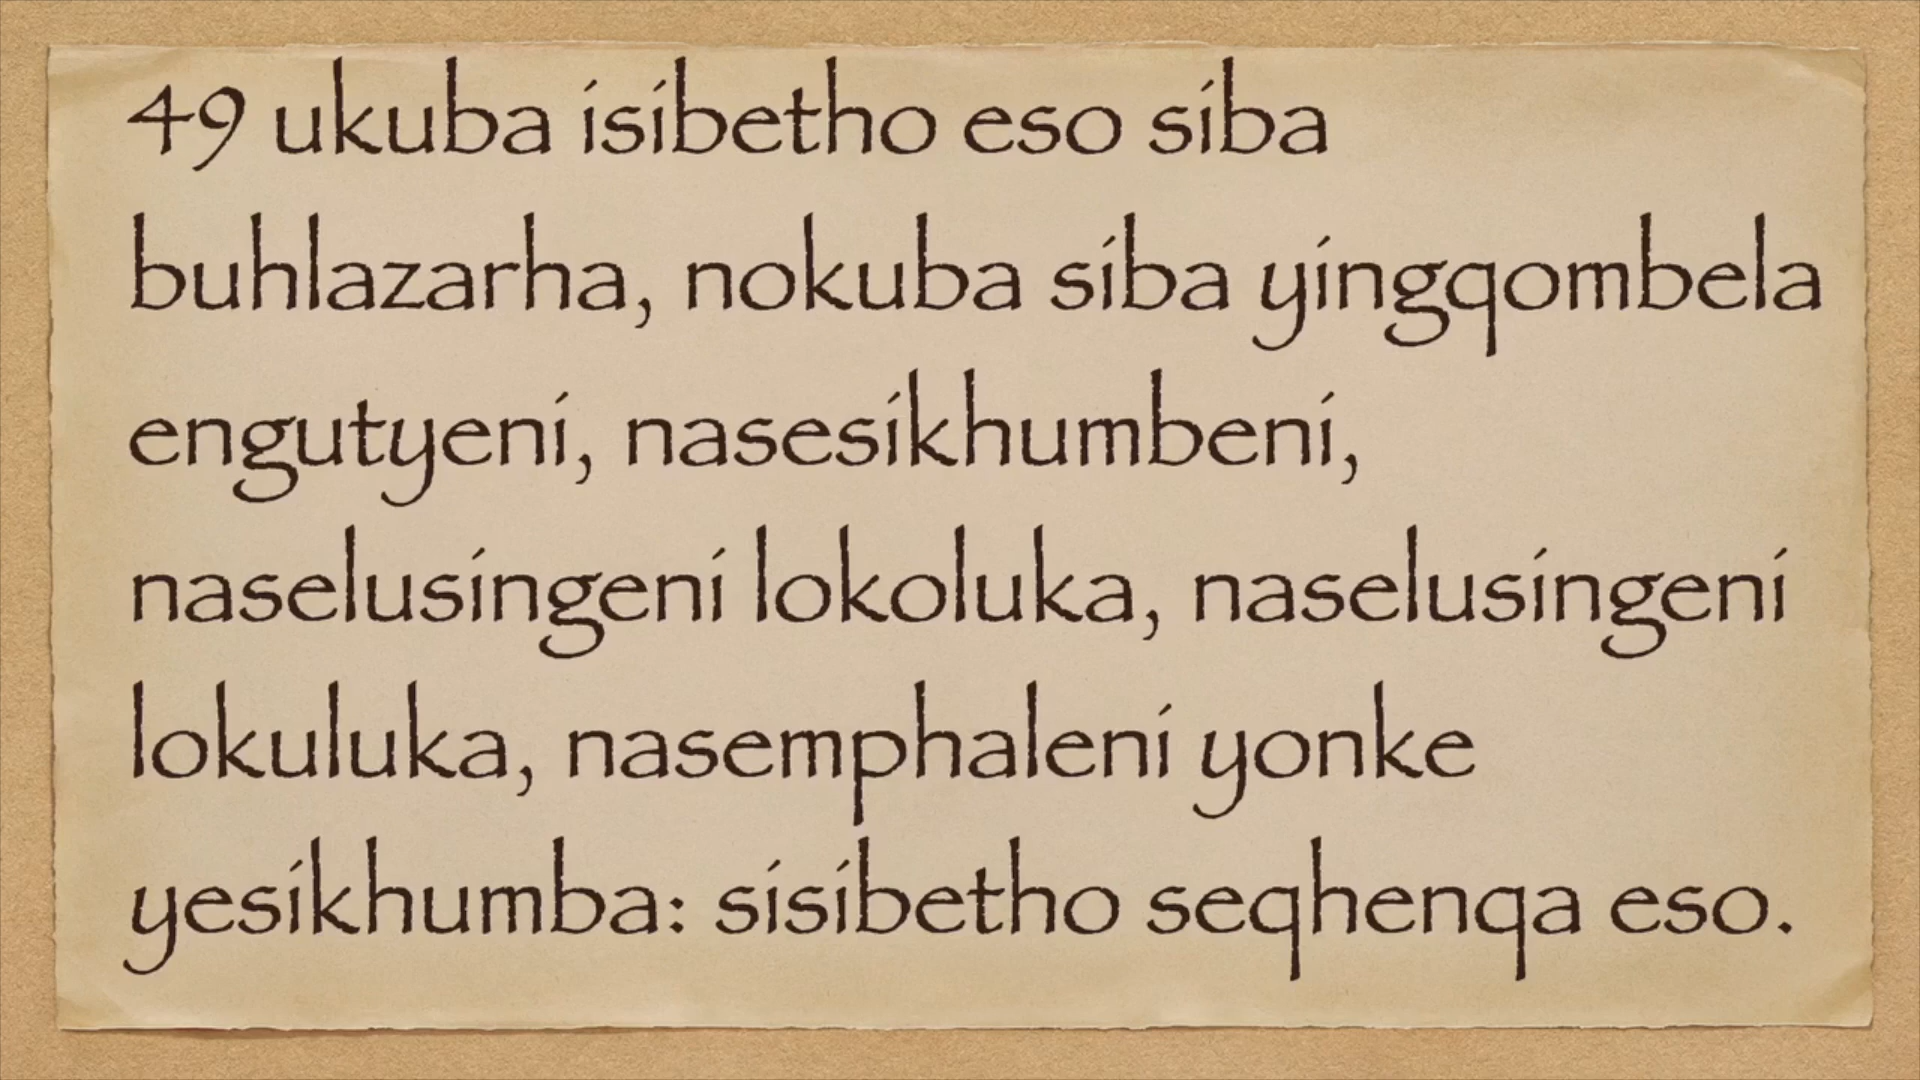 49 ukuba isibetho eso siba
buhlazarha, nokuba siba yingqombela
engutyeni, nasesikhumbeni,
naselusingeni lokoluka, naselusingeni
lokuluka, nasemphaleni yonke
yesikhumba: sisibetho seqhenqa eso.